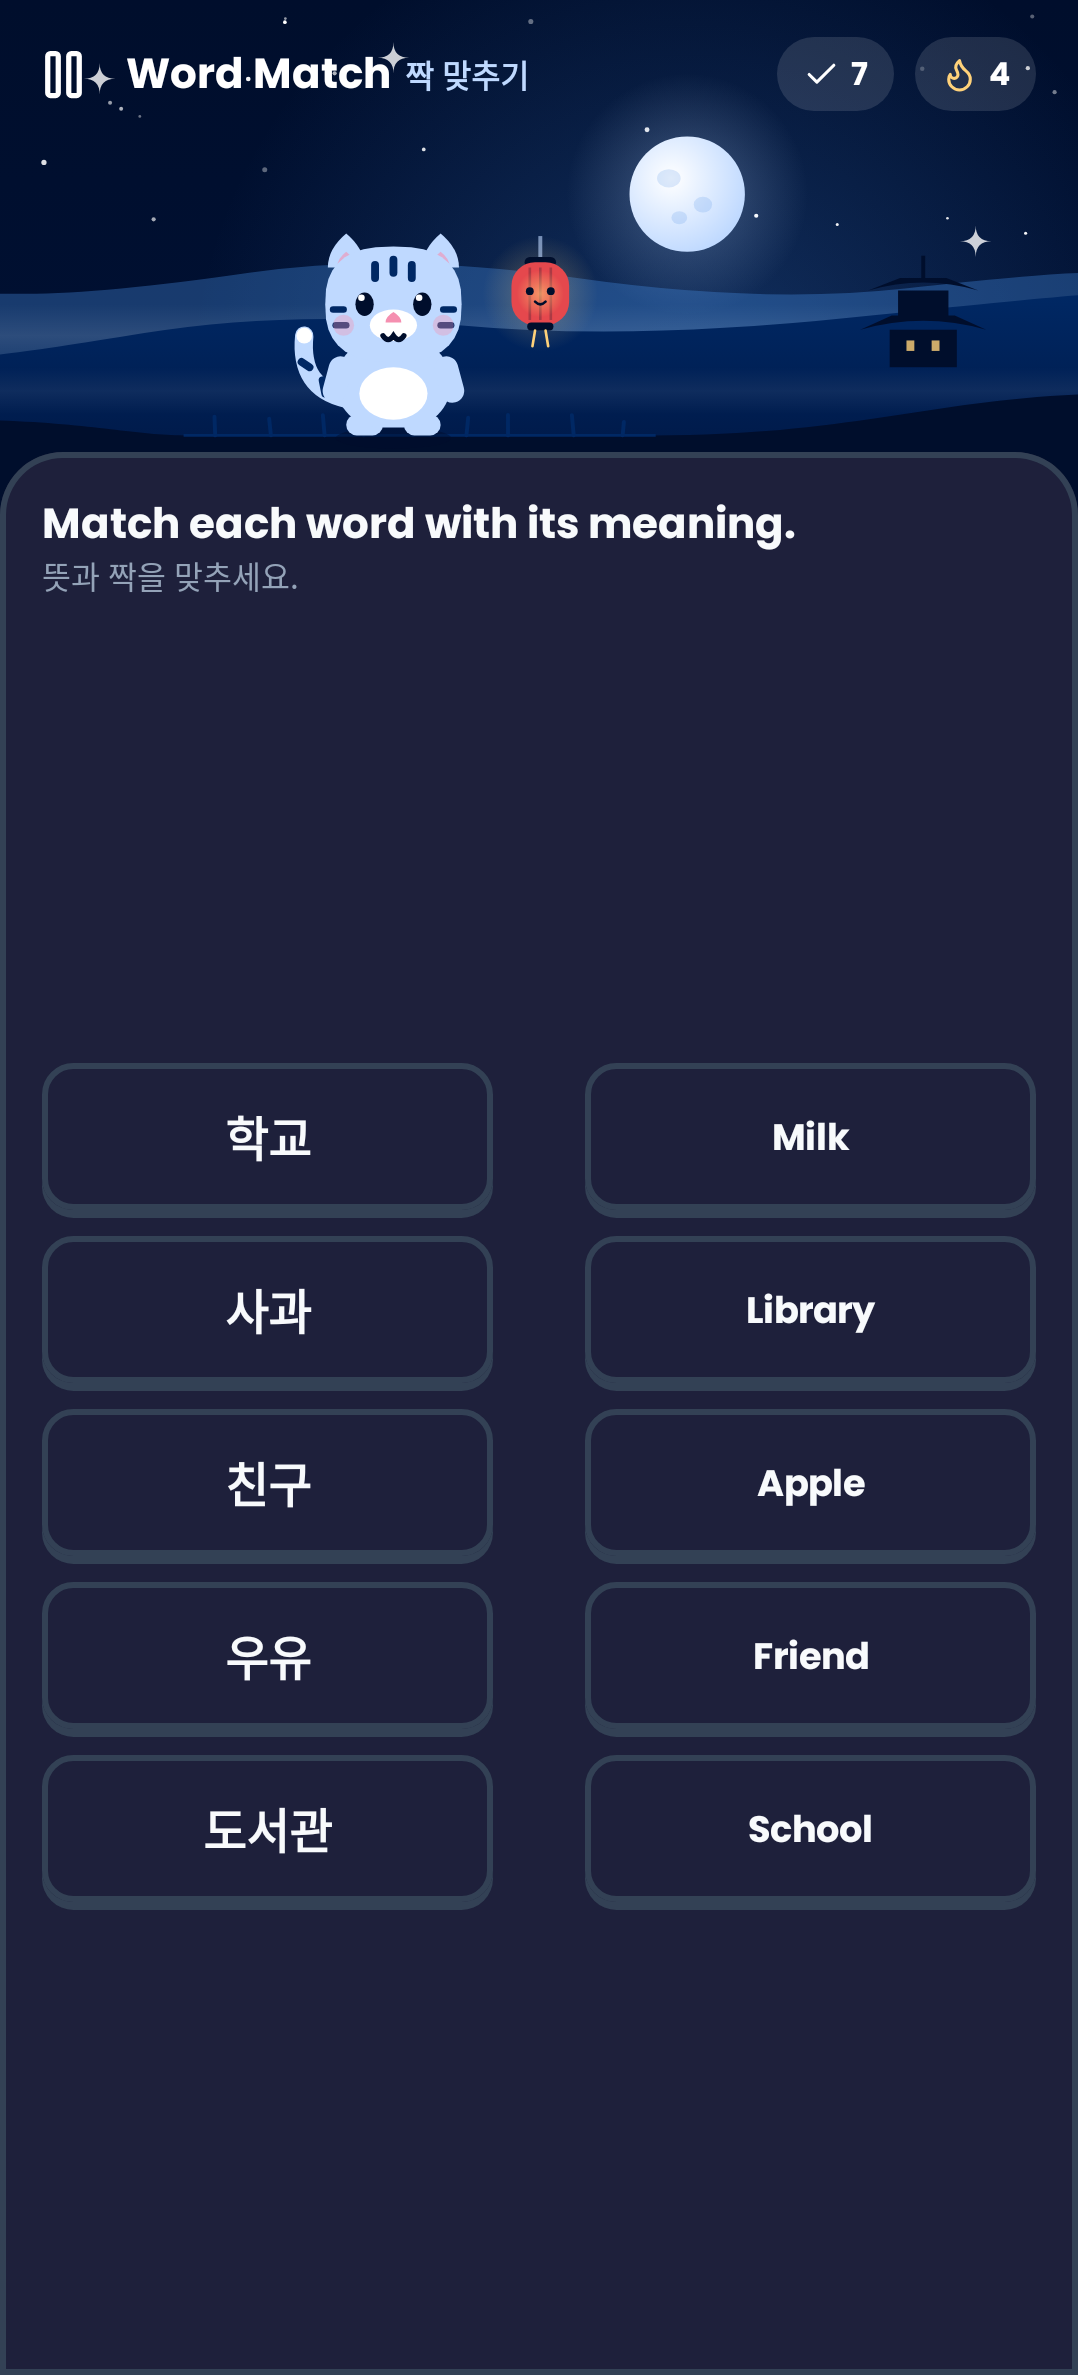 Word Match 짝 맞추기 7 4
Match each word with its meaning.
뜻과 짝을 맞추세요.
학교 Milk
사과 Library
친구 Apple
우유 Friend
도서관 School